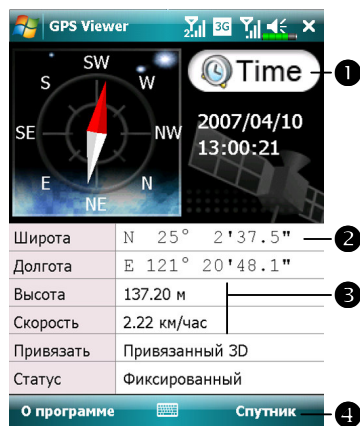 GPS Viewer 3G
SW
S W
Time
1
SE NW
2007/04/10
13:00:21
E N
NE
Широта N 25° 2'37.5"
2
Долгота E 121° 20'48.1"
Высота 137.20 м
3
Скорость 2.22 км/час
Привязать Привязанный 3D
Статус Фиксированный
О программе Спутник
4